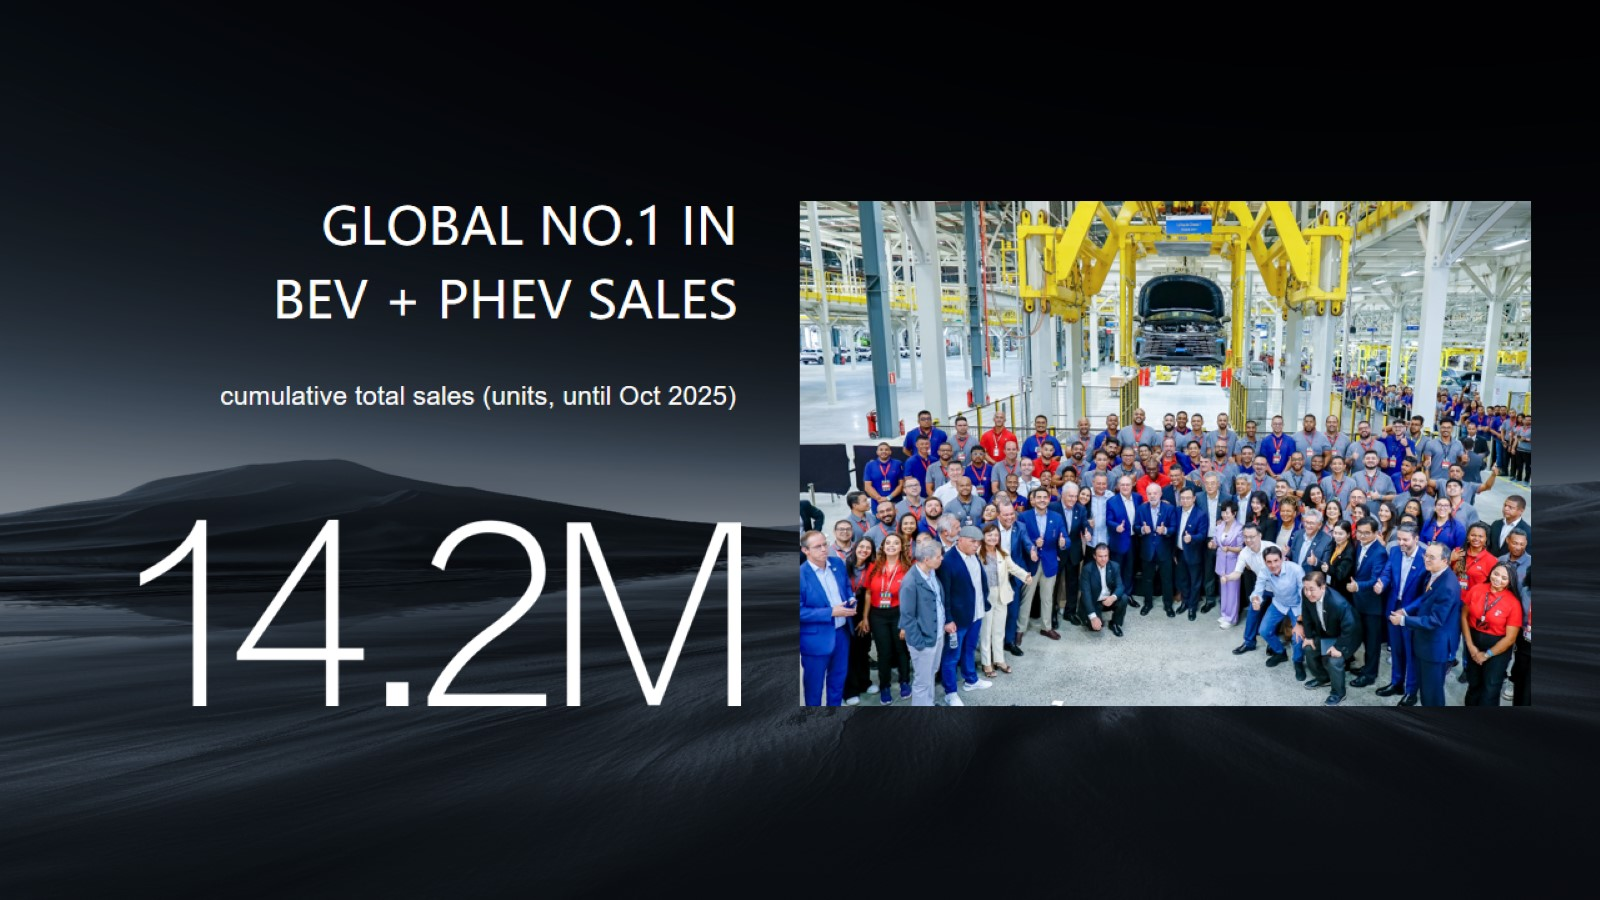 GLOBAL NO.1 IN
BEV + PHEV SALES
cumulative total sales (units, until Oct 2025)
14.2M